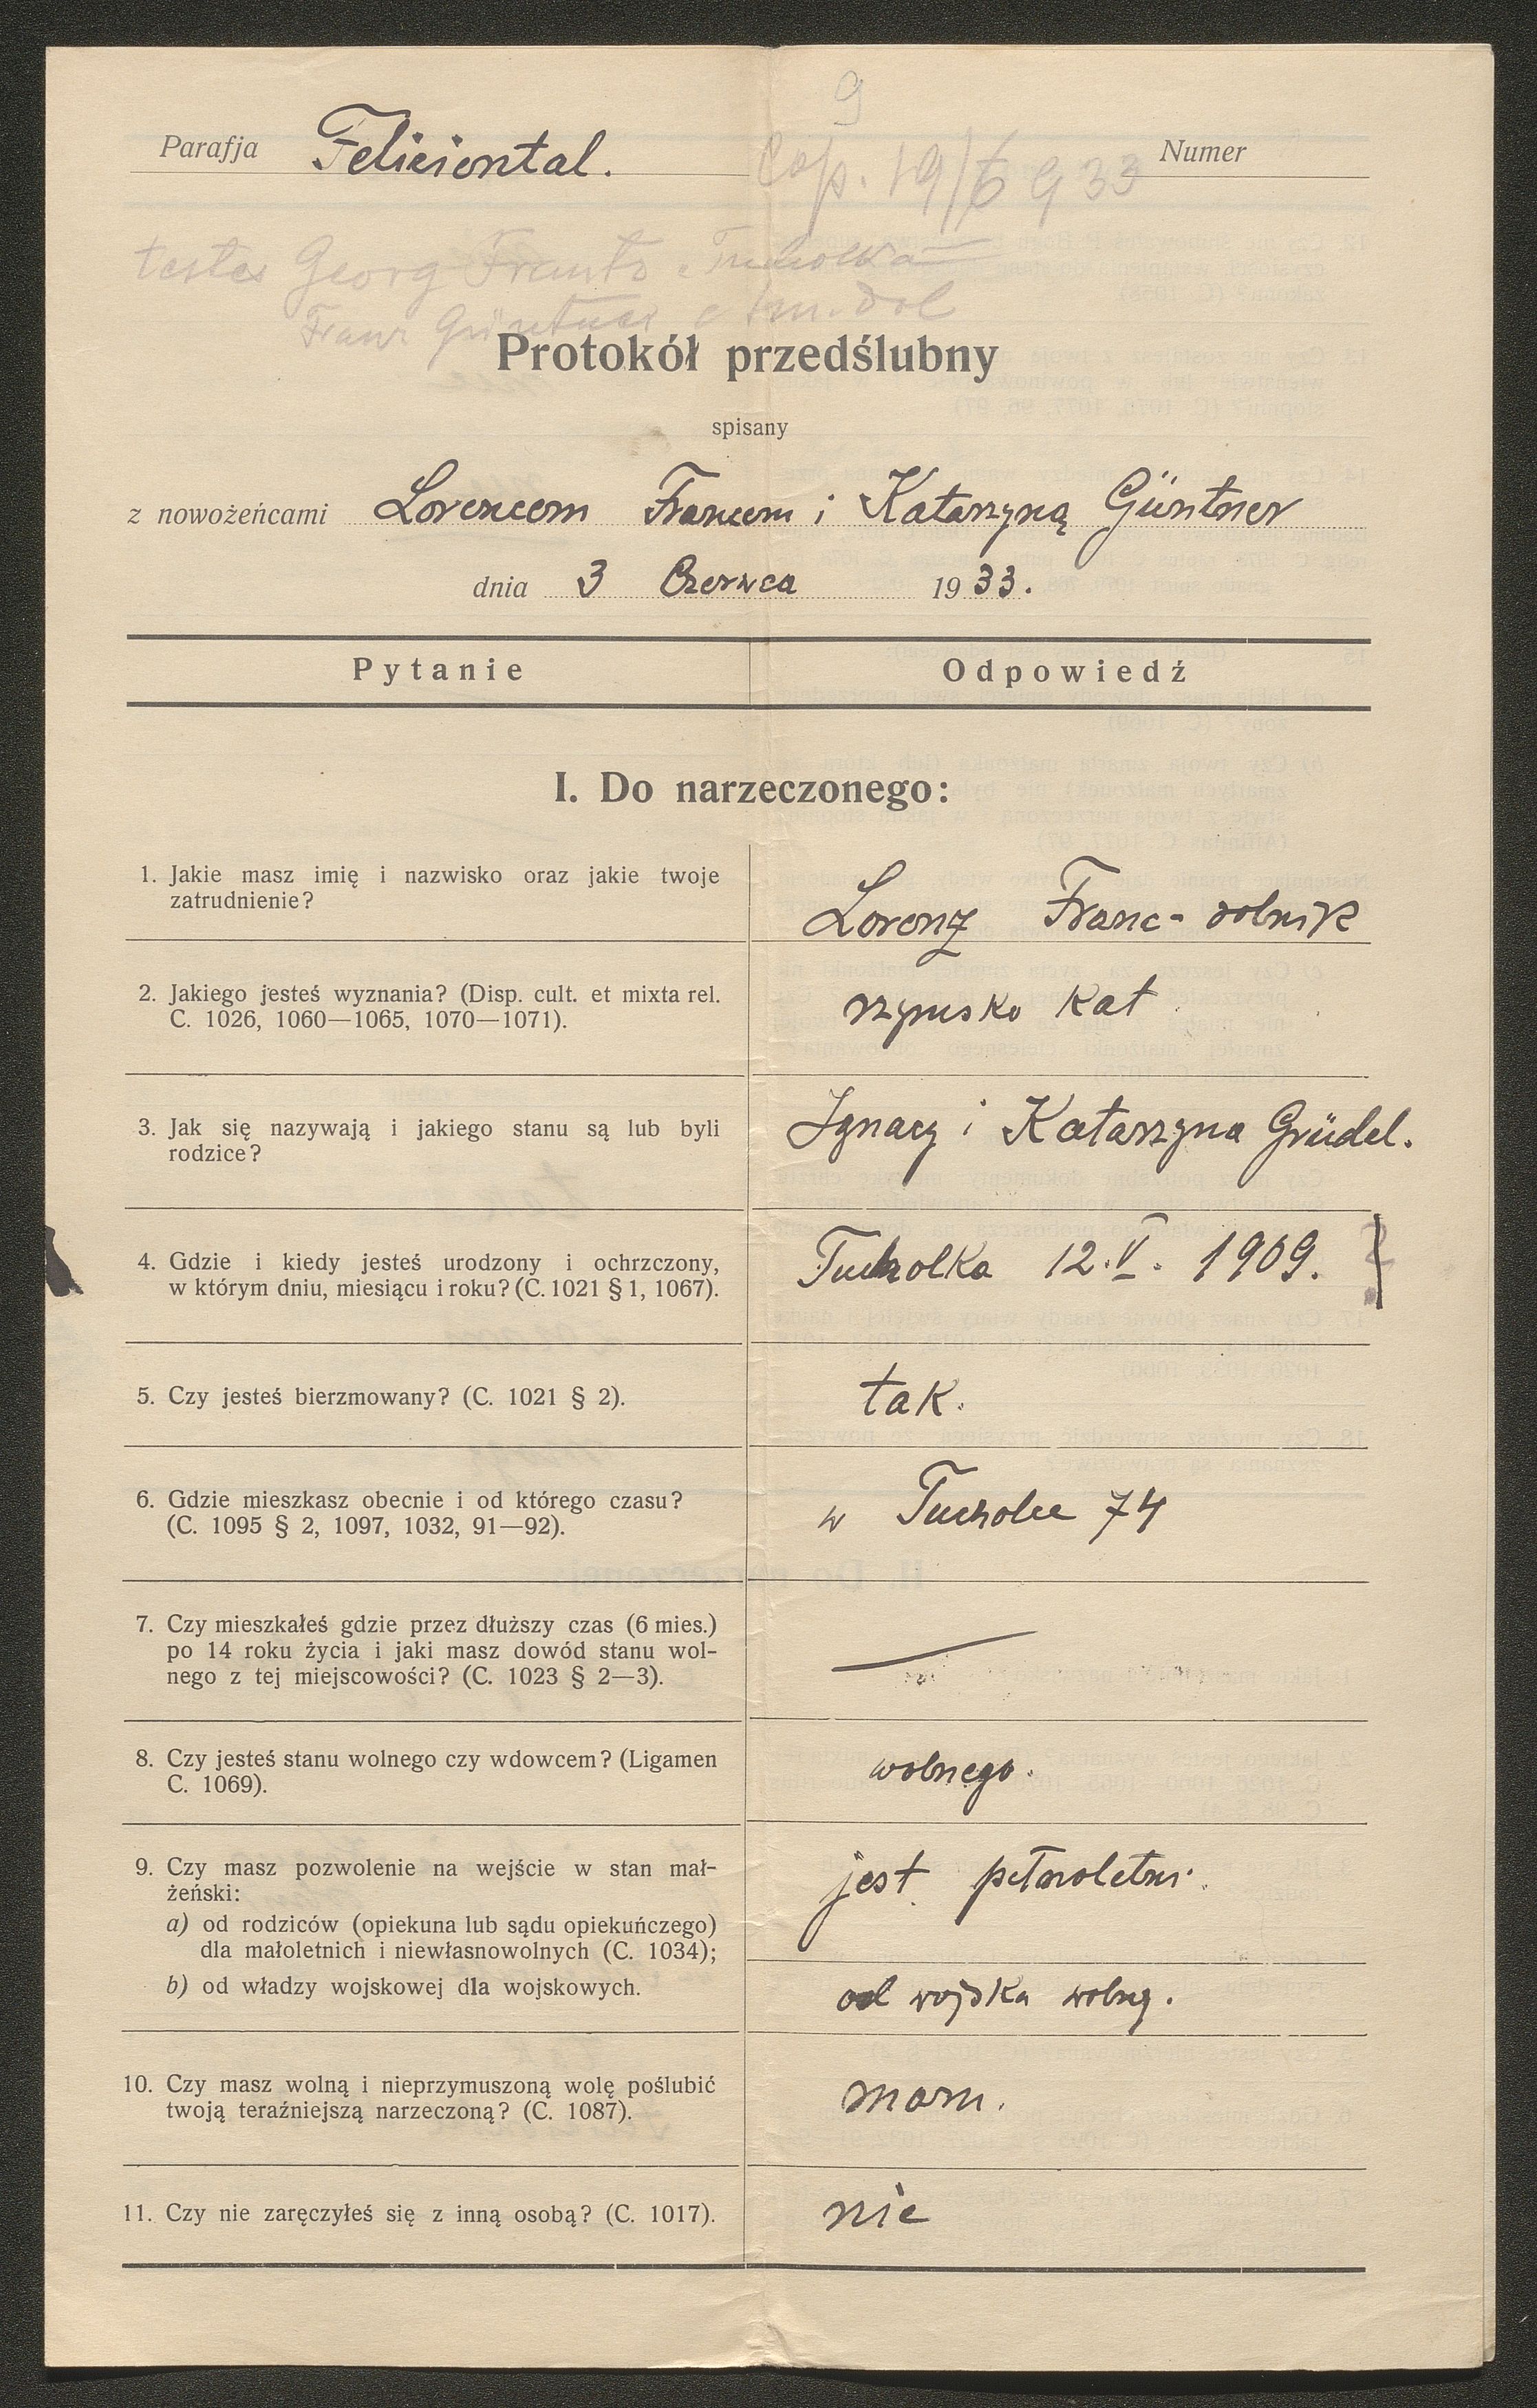 9
Parafja Feliciental. Cop. 19/6 933 Numer
testes Georg Frantz e Tucholka
Franz Güntner e Smidol
Protokół przedślubny
spisany
z nowożeńcami Lorencem Francem i Katarzyną Güntner
dnia 3 Czerwca 1933.
Pytanie Odpowiedź
I. Do narzeczonego:
1. Jakie masz imię i nazwisko oraz jakie twoje
zatrudnienie?
Lorenz Franc - rolnik
2. Jakiego jesteś wyznania? (Disp. cult. et mixta rel.
C. 1026, 1060—1065, 1070—1071).
rzymsko kat
3. Jak się nazywają i jakiego stanu są lub byli
rodzice?
Ignacy i Katarzyna Grüdel.
4. Gdzie i kiedy jesteś urodzony i ochrzczony,
w którym dniu, miesiącu i roku? (C. 1021 § 1, 1067).
Tucholka 12.V. 1909.
5. Czy jesteś bierzmowany? (C. 1021 § 2).
tak.
6. Gdzie mieszkasz obecnie i od którego czasu?
(C. 1095 § 2, 1097, 1032, 91—92).
w Tucholce 74
7. Czy mieszkałeś gdzie przez dłuższy czas (6 mies.)
po 14 roku życia i jaki masz dowód stanu wol-
nego z tej miejscowości? (C. 1023 § 2—3).
8. Czy jesteś stanu wolnego czy wdowcem? (Ligamen
C. 1069).
wolnego.
9. Czy masz pozwolenie na wejście w stan mał-
żeński:
a) od rodziców (opiekuna lub sądu opiekuńczego)
dla małoletnich i niewłasnowolnych (C. 1034);
jest pełnoletni.
b) od władzy wojskowej dla wojskowych.
od wojska wolny.
10. Czy masz wolną i nieprzymuszoną wolę poślubić
twoją teraźniejszą narzeczoną? (C. 1087).
mam.
11. Czy nie zaręczyłeś się z inną osobą? (C. 1017).
nie